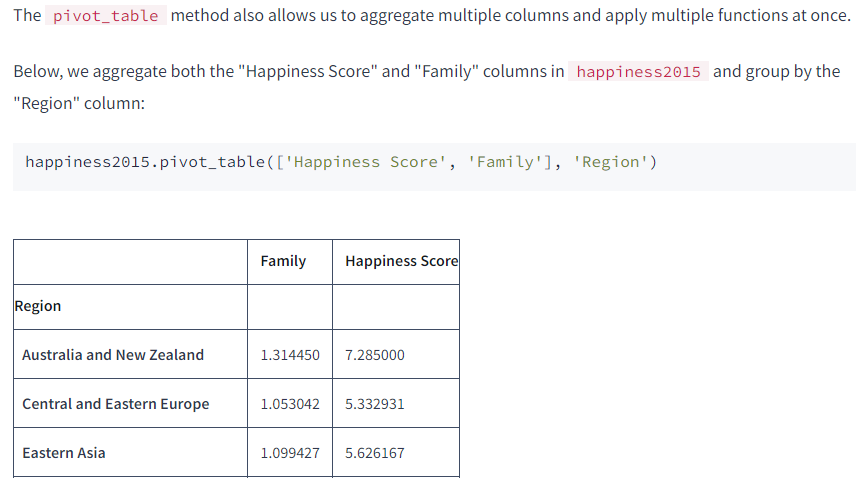 The pivot_table method also allows us to aggregate multiple columns and apply multiple functions at once.
Below, we aggregate both the "Happiness Score" and "Family" columns in happiness2015 and group by the
"Region" column:
happiness2015.pivot_table(['Happiness Score', 'Family'], 'Region')
Family Happiness Score
Region
Australia and New Zealand 1.314450 7.285000
Central and Eastern Europe 1.053042 5.332931
Eastern Asia 1.099427 5.626167